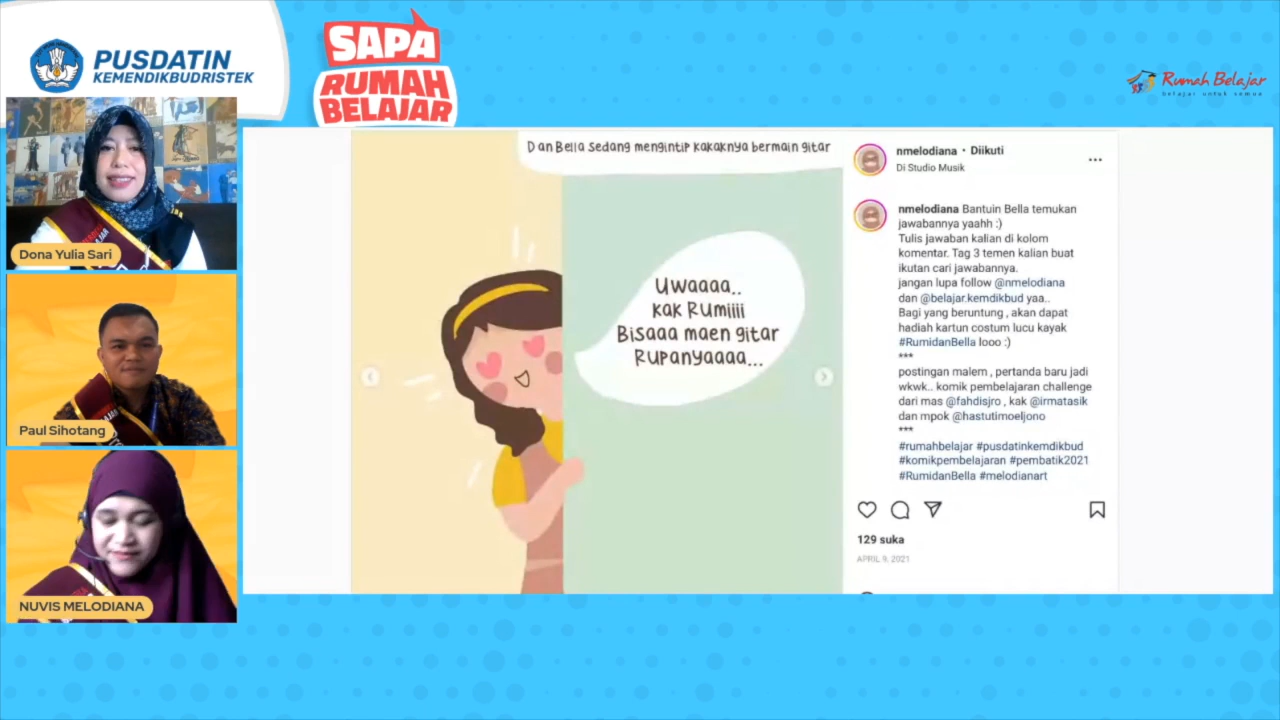 PUSDATIN
KEMENDIKBUDRISTEK
SAPA
RUMAH
BELAJAR
Rumah Belajar
belajar untuk semua
Dona Yulia Sari
Paul Sihotang
NUVIS MELODIANA
Dan Bella sedang mengintip kakaknya bermain gitar
Uwaaaa..
kak Rumiiii
Bisaaa maen gitar
Rupanyaaaa...
nmelodiana • Diikuti
Di Studio Musik
nmelodiana Bantuin Bella temukan
jawabannya yaahh :)
Tulis jawaban kalian di kolom
komentar. Tag 3 temen kalian buat
ikutan cari jawabannya.
jangan lupa follow @nmelodiana
dan @belajar.kemdikbud yaa..
Bagi yang beruntung , akan dapat
hadiah kartun costum lucu kayak
#RumidanBella looo :)
***
postingan malem , pertanda baru jadi
wkwk.. komik pembelajaran challenge
dari mas @fahdisjro , kak @irmatasik
dan mpok @hastutimoeljono
***
#rumahbelajar #pusdatinkemdikbud
#komikpembelajaran #pembatik2021
#RumidanBella #melodianart
129 suka
APRIL 9, 2021